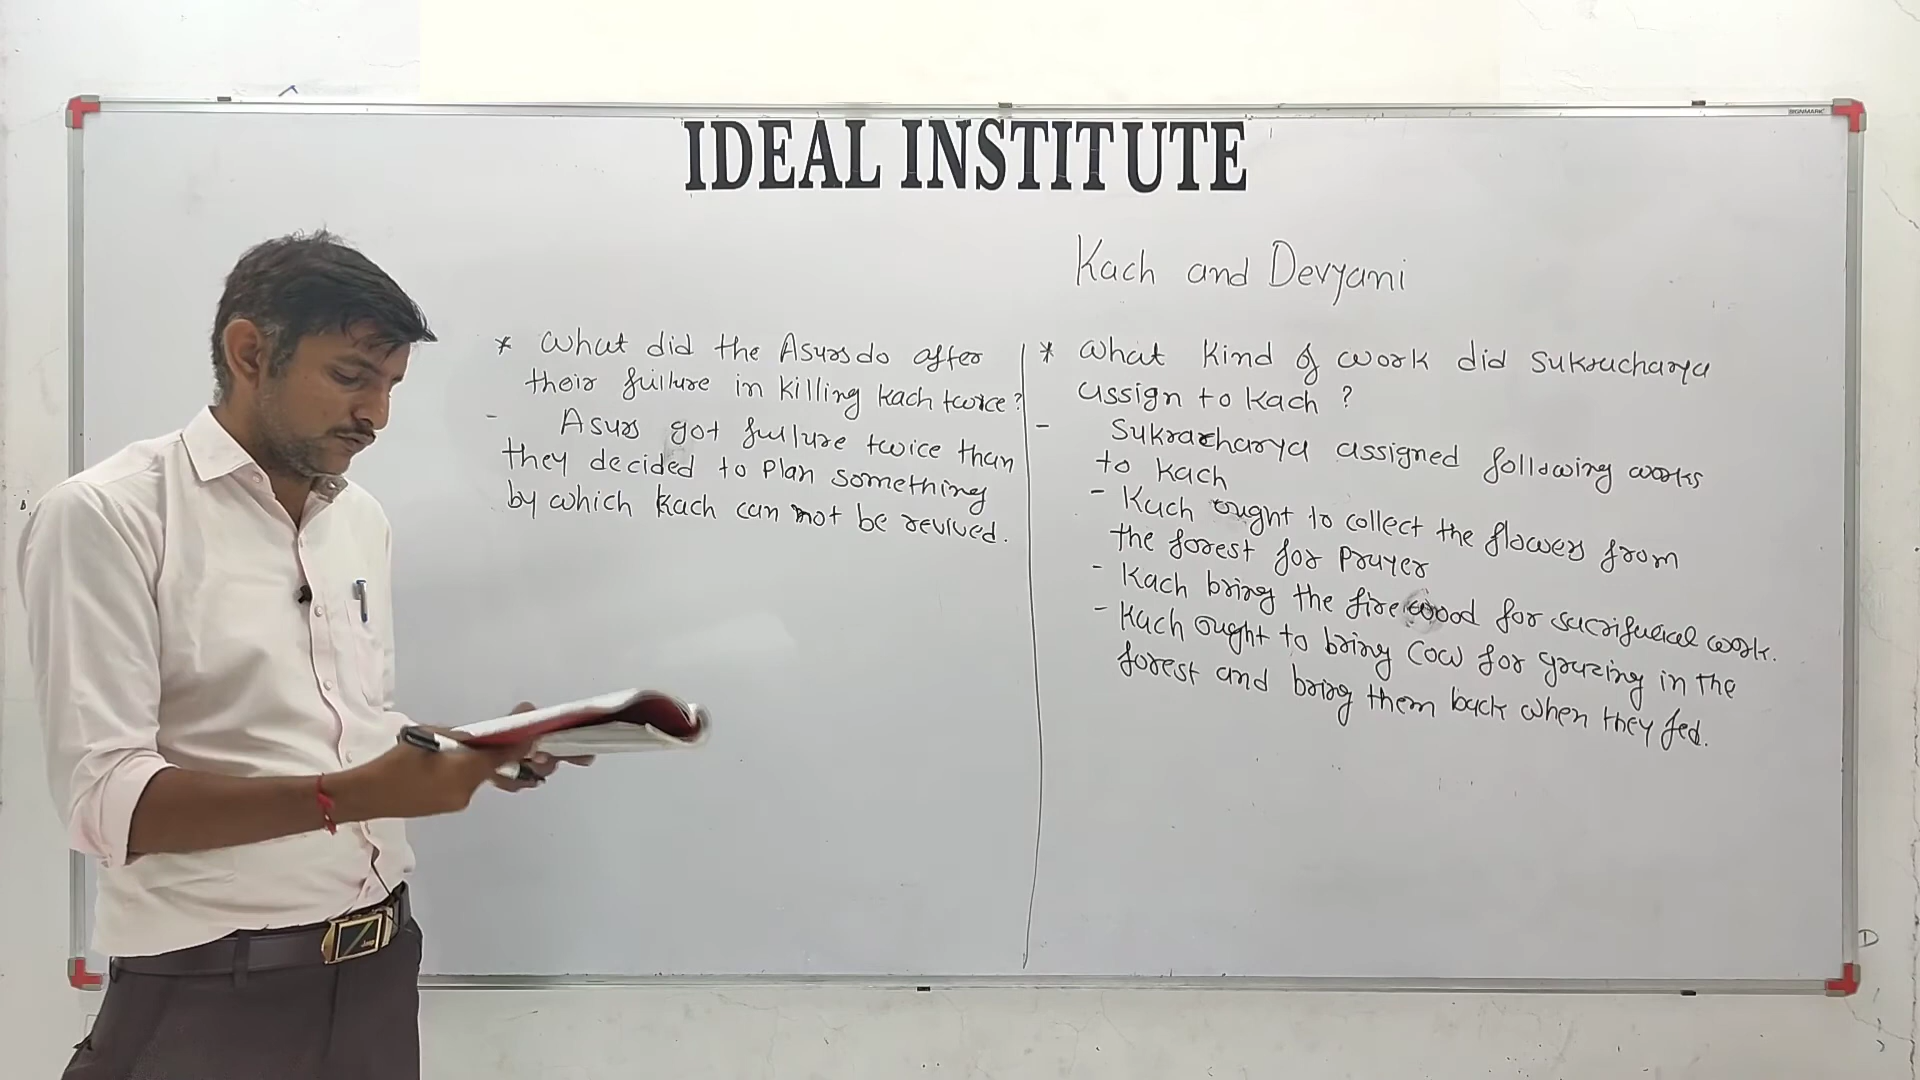 IDEAL INSTITUTE
Kach and Devyani
* What did the Asurs do after
their failure in killing Kach twice?
- Asurs got failure twice than
they decided to plan something
by which Kach can not be revived.
* What kind of work did Sukracharya
assign to Kach ?
- Sukracharya assigned following works
to Kach
- Kach ought to collect the flowers from
the forest for prayer
- Kach bring the fire wood for work.
- Kach ought to bring cow for grazing in the
forest and bring them back when they fed.